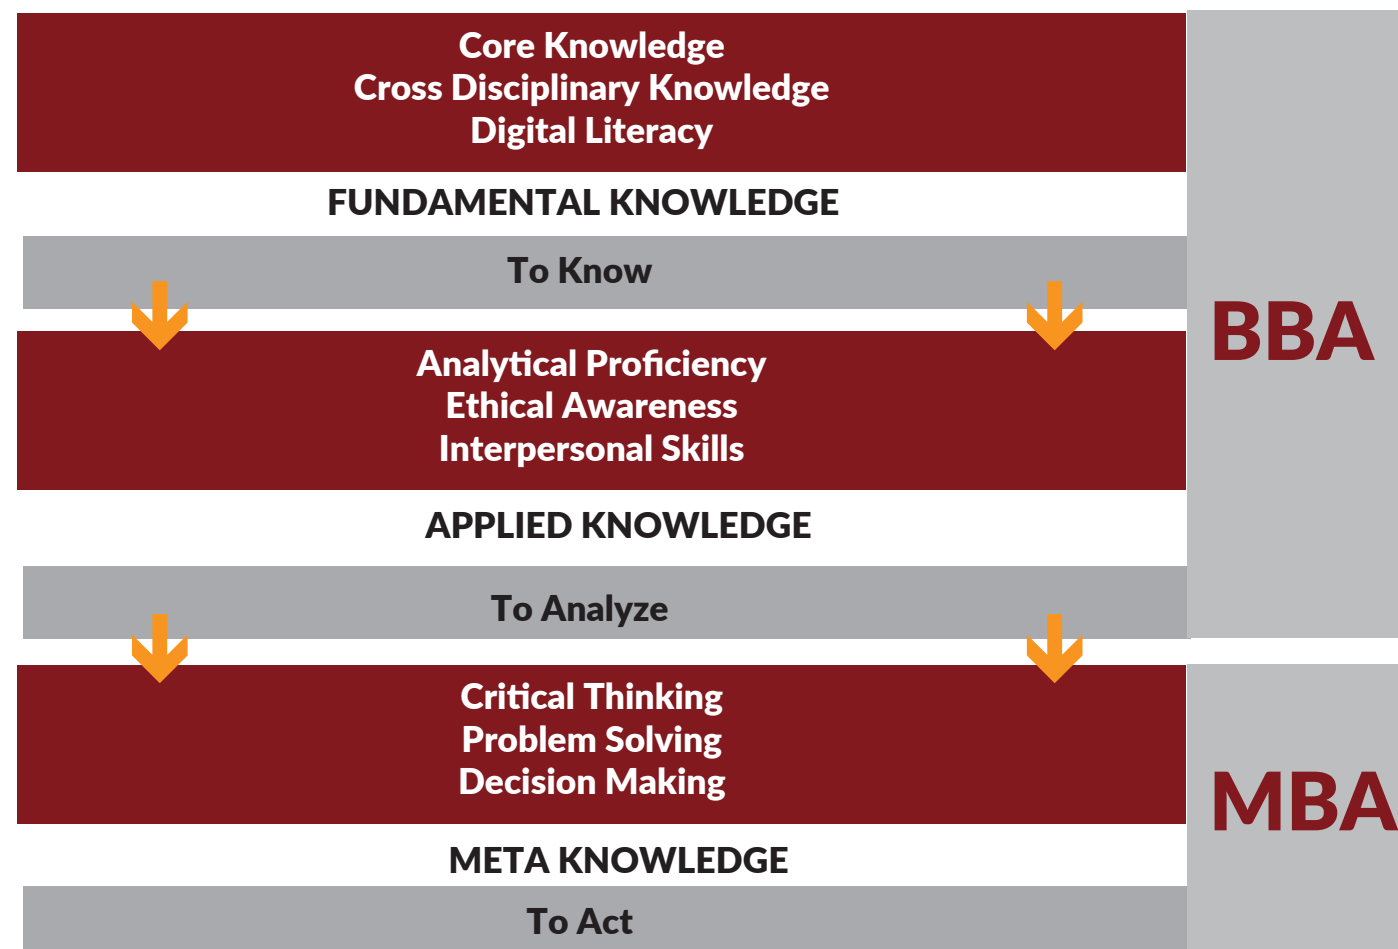 Core Knowledge
Cross Disciplinary Knowledge
Digital Literacy
FUNDAMENTAL KNOWLEDGE
To Know
BBA
Analytical Proficiency
Ethical Awareness
Interpersonal Skills
APPLIED KNOWLEDGE
To Analyze
Critical Thinking
Problem Solving
Decision Making
MBA
META KNOWLEDGE
To Act